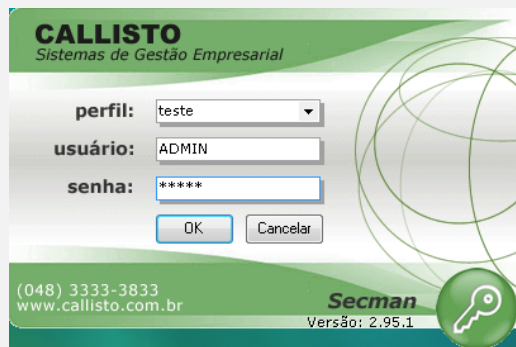 CALLISTO
Sistemas de Gestão Empresarial
perfil: teste
usuário: ADMIN
senha: *****
OK Cancelar
(048) 3333-3833
www.callisto.com.br
Secman
Versão: 2.95.1